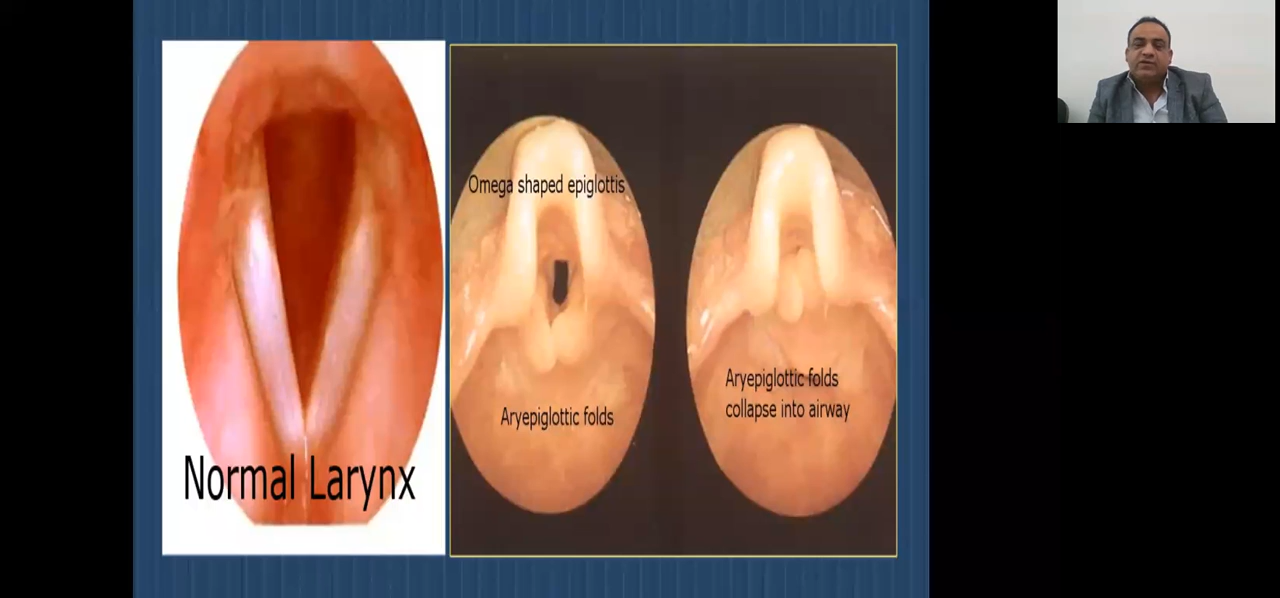 Normal Larynx
Omega shaped epiglottis
Aryepiglottic folds
Aryepiglottic folds
collapse into airway